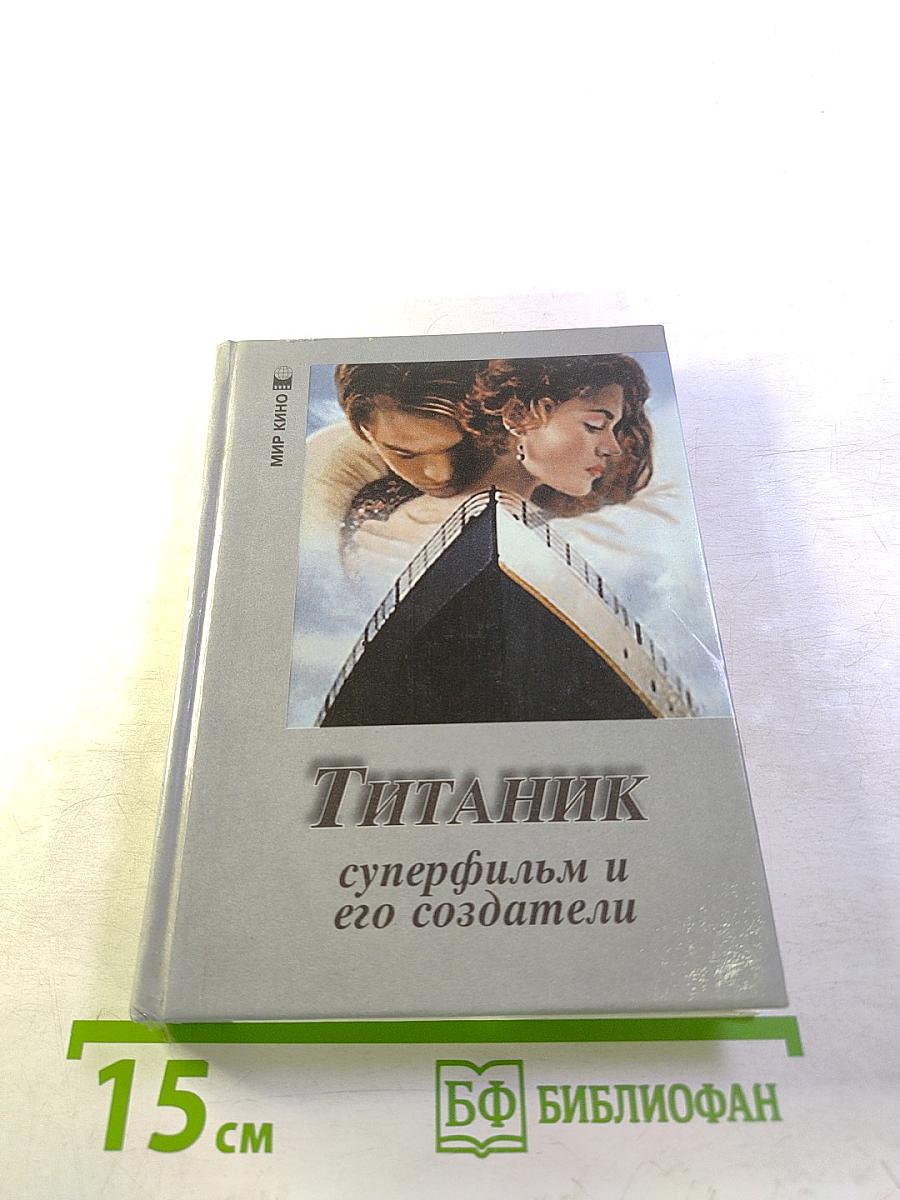 МИР КИНО
ТИТАНИК
суперфильм и
его создатели
15 см
БФ БИБЛИОФАН